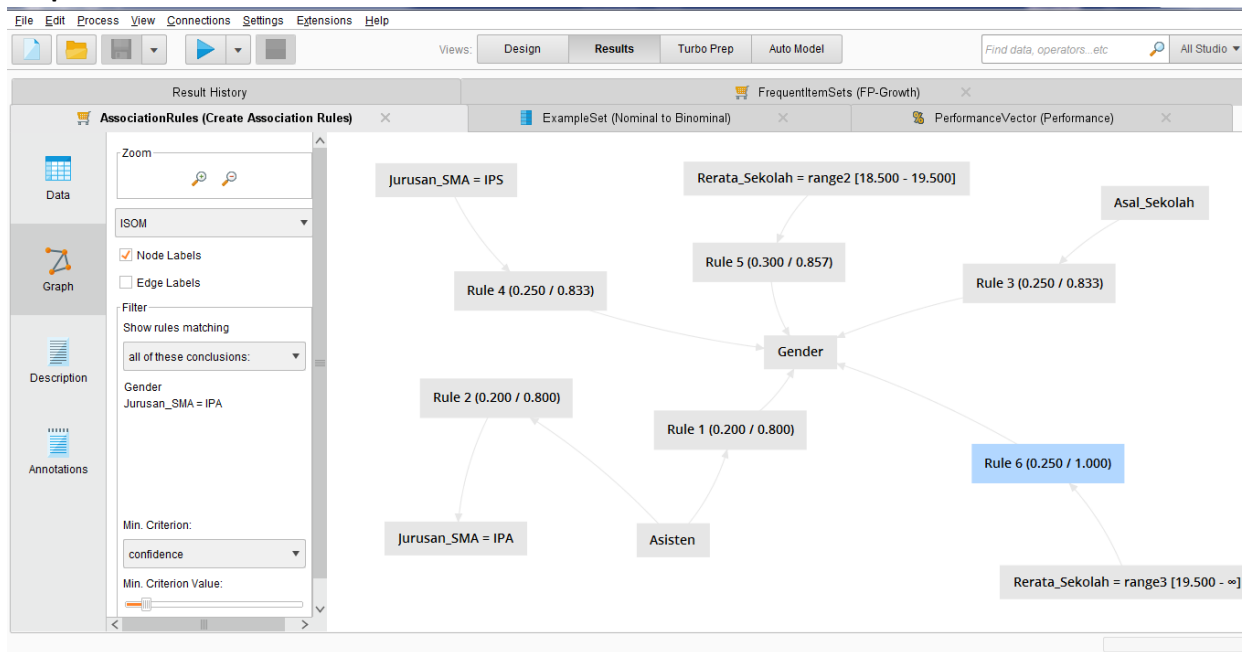 File Edit Process View Connections Settings Extensions Help
Views: Design Results Turbo Prep Auto Model Find data, operators...etc All Studio
Result History FrequentItemSets (FP-Growth)
AssociationRules (Create Association Rules) ExampleSet (Nominal to Binominal) PerformanceVector (Performance)
Data
Graph
Description
Annotations
Zoom
ISOM
Node Labels
Edge Labels
Filter
Show rules matching
all of these conclusions:
Gender
Jurusan_SMA = IPA
Min. Criterion:
confidence
Min. Criterion Value:
Jurusan_SMA = IPS
Rerata_Sekolah = range2 [18.500 - 19.500]
Asal_Sekolah
Rule 5 (0.300 / 0.857)
Rule 4 (0.250 / 0.833)
Rule 3 (0.250 / 0.833)
Gender
Rule 2 (0.200 / 0.800)
Rule 1 (0.200 / 0.800)
Rule 6 (0.250 / 1.000)
Jurusan_SMA = IPA
Asisten
Rerata_Sekolah = range3 [19.500 - ∞]